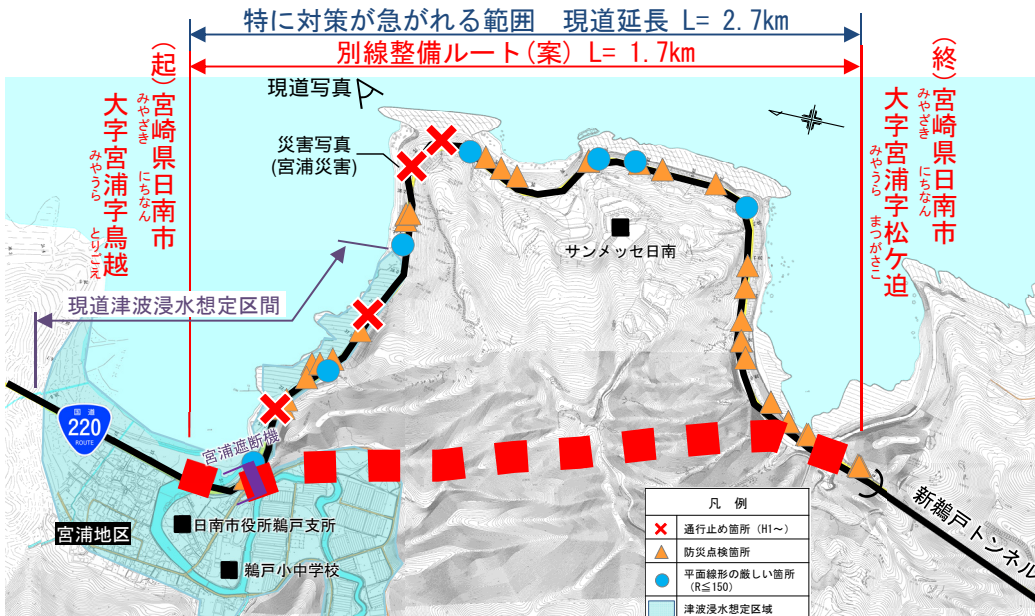 特に対策が急がれる範囲　現道延長 L= 2.7km
別線整備ルート(案) L= 1.7km
(起)宮崎県日南市
みやざき にちなん
大字宮浦字鳥越
みやうら とりごえ
(終)宮崎県日南市
みやざき にちなん
大字宮浦字松ケ迫
みやうら まつがさこ
現道写真
災害写真
(宮浦災害)
サンメッセ日南
現道津波浸水想定区間
国道
220
ROUTE
宮浦遮断機
日南市役所鵜戸支所
宮浦地区
鵜戸小中学校
新鵜戸トンネル
凡 例
通行止め箇所（H1～）
防災点検箇所
平面線形の厳しい箇所
(R≦150)
津波浸水想定区域